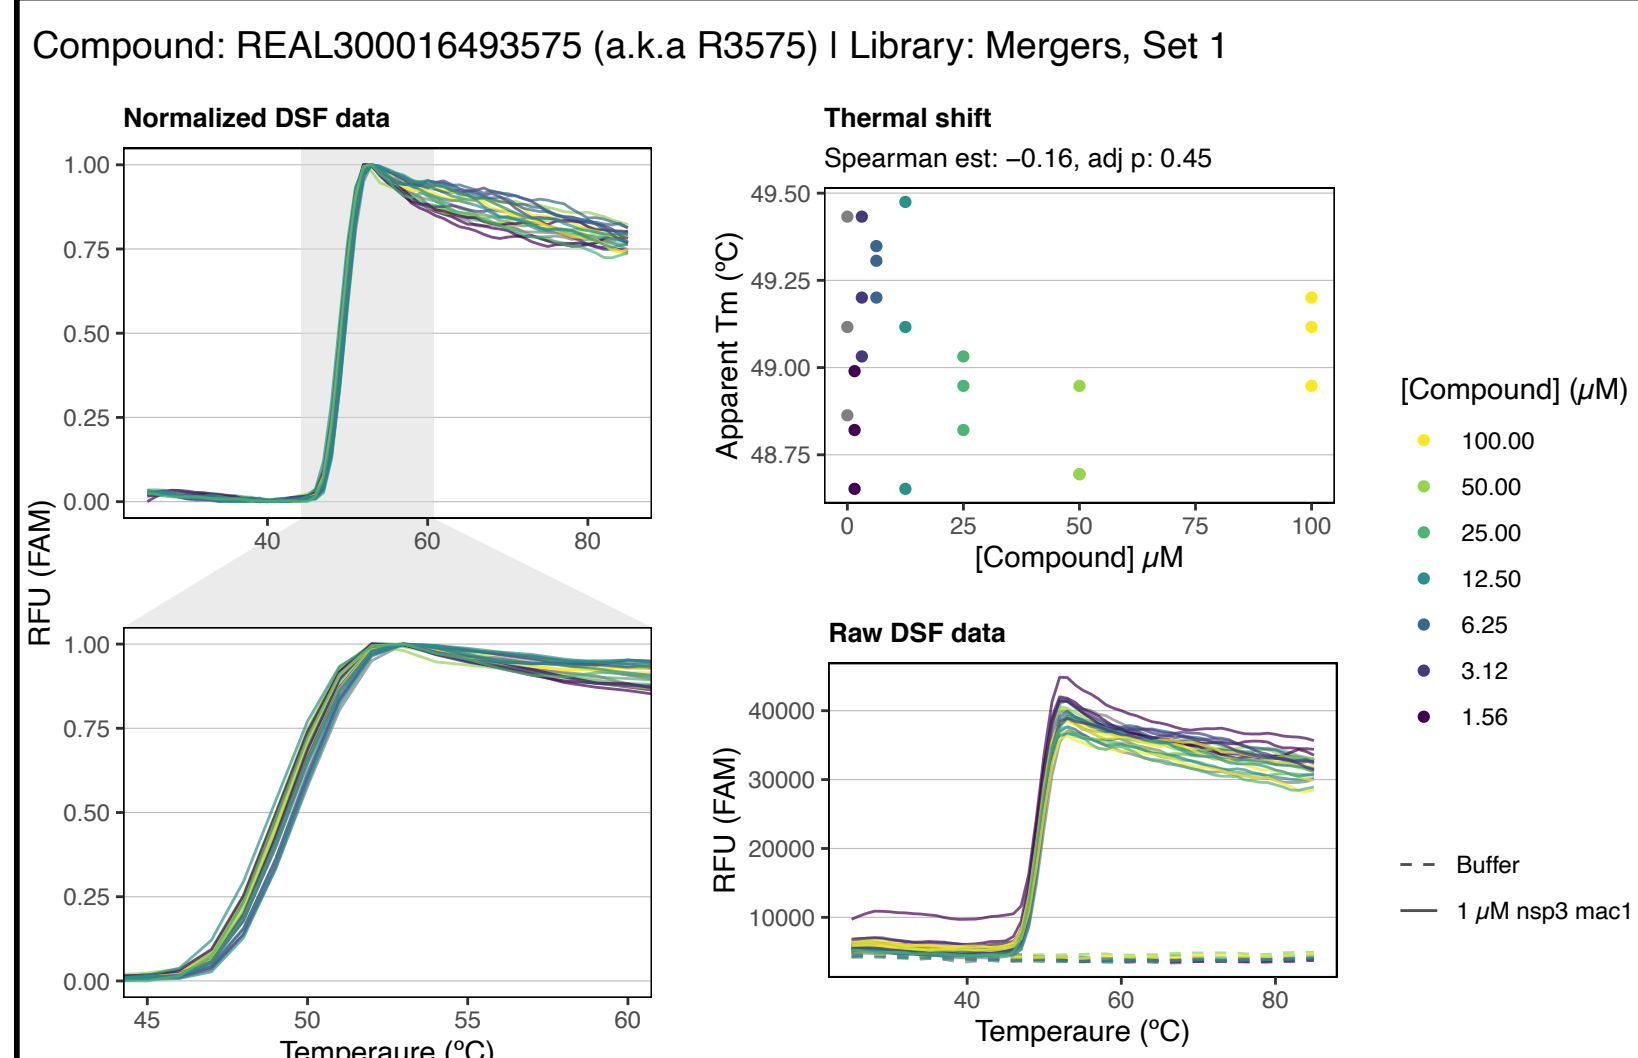 Compound: REAL300016493575 (a.k.a R3575) | Library: Mergers, Set 1
Normalized DSF data
1.00
0.75
0.50
0.25
0.00
40 60 80
RFU (FAM)
1.00
0.75
0.50
0.25
0.00
45 50 55 60
Temperaure (ºC)
Thermal shift
Spearman est: −0.16, adj p: 0.45
Apparent Tm (ºC)
49.50
49.25
49.00
48.75
0 25 50 75 100
[Compound] µM
Raw DSF data
RFU (FAM)
40000
30000
20000
10000
40 60 80
Temperaure (ºC)
[Compound] (µM)
100.00
50.00
25.00
12.50
6.25
3.12
1.56
Buffer
1 µM nsp3 mac1